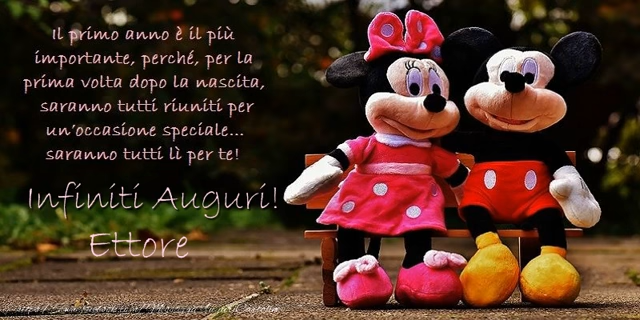 Il primo anno è il più
importante, perché, per la
prima volta dopo la nascita,
saranno tutti riuniti per
un'occasione speciale...
saranno tutti lì per te!
Infiniti Auguri!
Ettore